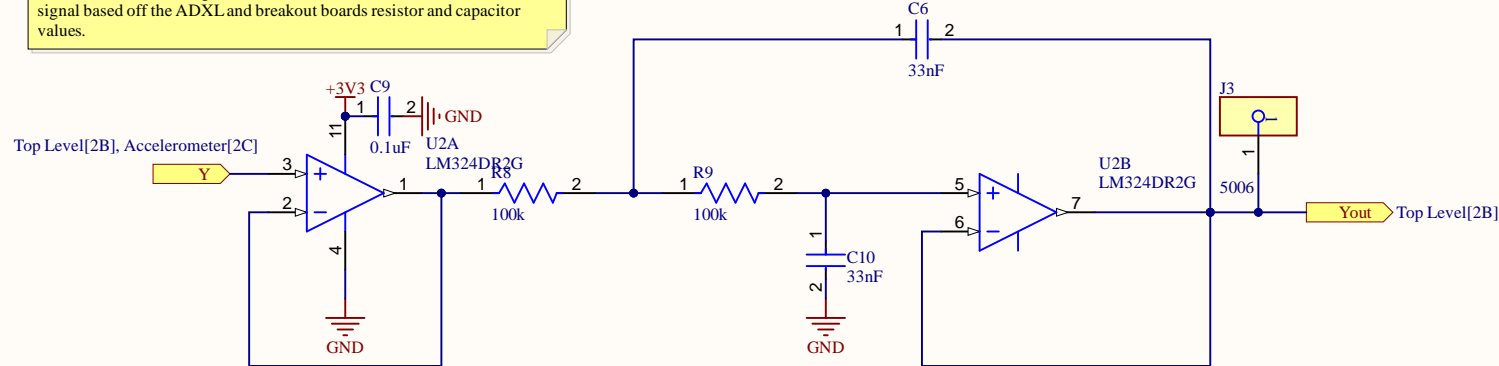 signal based off the ADXL and breakout boards resistor and capacitor
values.
C6
1 2
33nF
J3
1
1
5006
+3V3 C9
1 2 GND
0.1uF
11
U2A
LM324DR2G
Top Level[2B], Accelerometer[2C]
Y
3
+
2
−
1
4
GND
R8
1 2
100k
R9
1 2
100k
1
C10
33nF
2
GND
U2B
LM324DR2G
5
+
6
−
7
Yout Top Level[2B]